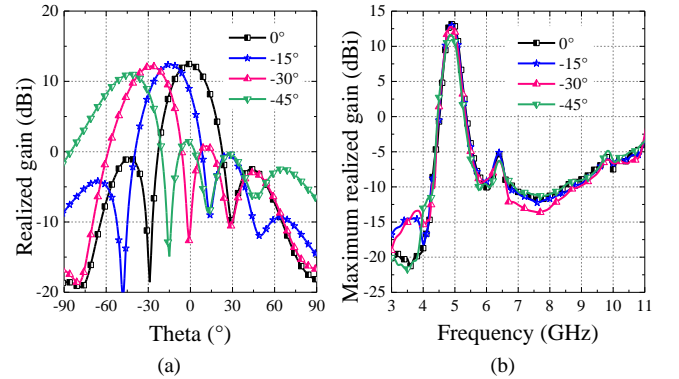 (a)
20
10
0
-10
-20
Realized gain (dBi)
0°
-15°
-30°
-45°
-90 -60 -30 0 30 60 90
Theta (°)
(a)
(b)
15
10
5
0
-5
-10
-15
-20
-25
Maximum realized gain (dBi)
0°
-15°
-30°
-45°
3 4 5 6 7 8 9 10 11
Frequency (GHz)
(b)